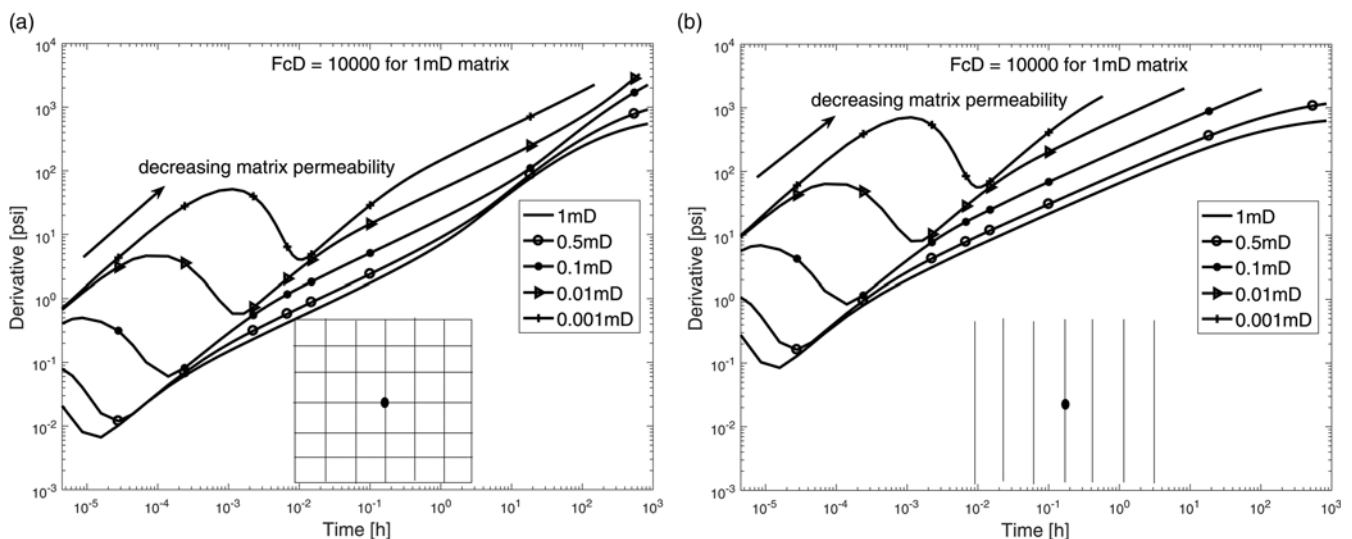 (a)
FcD = 10000 for 1mD matrix
decreasing matrix permeability
1mD
0.5mD
0.1mD
0.01mD
0.001mD
Derivative [psi]
10^4
10^3
10^2
10^1
10^0
10^-1
10^-2
10^-3
10^-5
10^-4
10^-3
10^-2
10^-1
10^0
10^1
10^2
10^3
Time [h]
(b)
FcD = 10000 for 1mD matrix
decreasing matrix permeability
1mD
0.5mD
0.1mD
0.01mD
0.001mD
Derivative [psi]
10^4
10^3
10^2
10^1
10^0
10^-1
10^-2
10^-3
10^-5
10^-4
10^-3
10^-2
10^-1
10^0
10^1
10^2
10^3
Time [h]